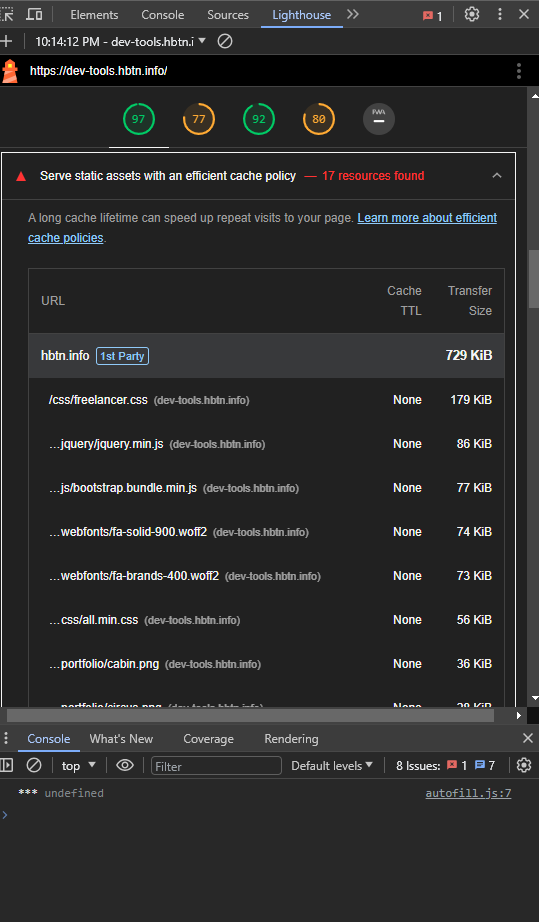 Elements Console Sources Lighthouse 1
10:14:12 PM - dev-tools.hbtn.i
https://dev-tools.hbtn.info/
97 77 92 80 PWA
Serve static assets with an efficient cache policy — 17 resources found
A long cache lifetime can speed up repeat visits to your page. Learn more about efficient
cache policies.
URL Cache TTL Transfer Size
hbtn.info 1st Party 729 KiB
/css/freelancer.css (dev-tools.hbtn.info) None 179 KiB
…jquery/jquery.min.js (dev-tools.hbtn.info) None 86 KiB
…js/bootstrap.bundle.min.js (dev-tools.hbtn.info) None 77 KiB
…webfonts/fa-solid-900.woff2 (dev-tools.hbtn.info) None 74 KiB
…webfonts/fa-brands-400.woff2 (dev-tools.hbtn.info) None 73 KiB
…css/all.min.css (dev-tools.hbtn.info) None 56 KiB
…portfolio/cabin.png (dev-tools.hbtn.info) None 36 KiB
…portfolio/circus.png (dev-tools.hbtn.info) None 28 KiB
Console What's New Coverage Rendering
top Filter Default levels 8 Issues: 1 7
*** undefined autofill.js:7